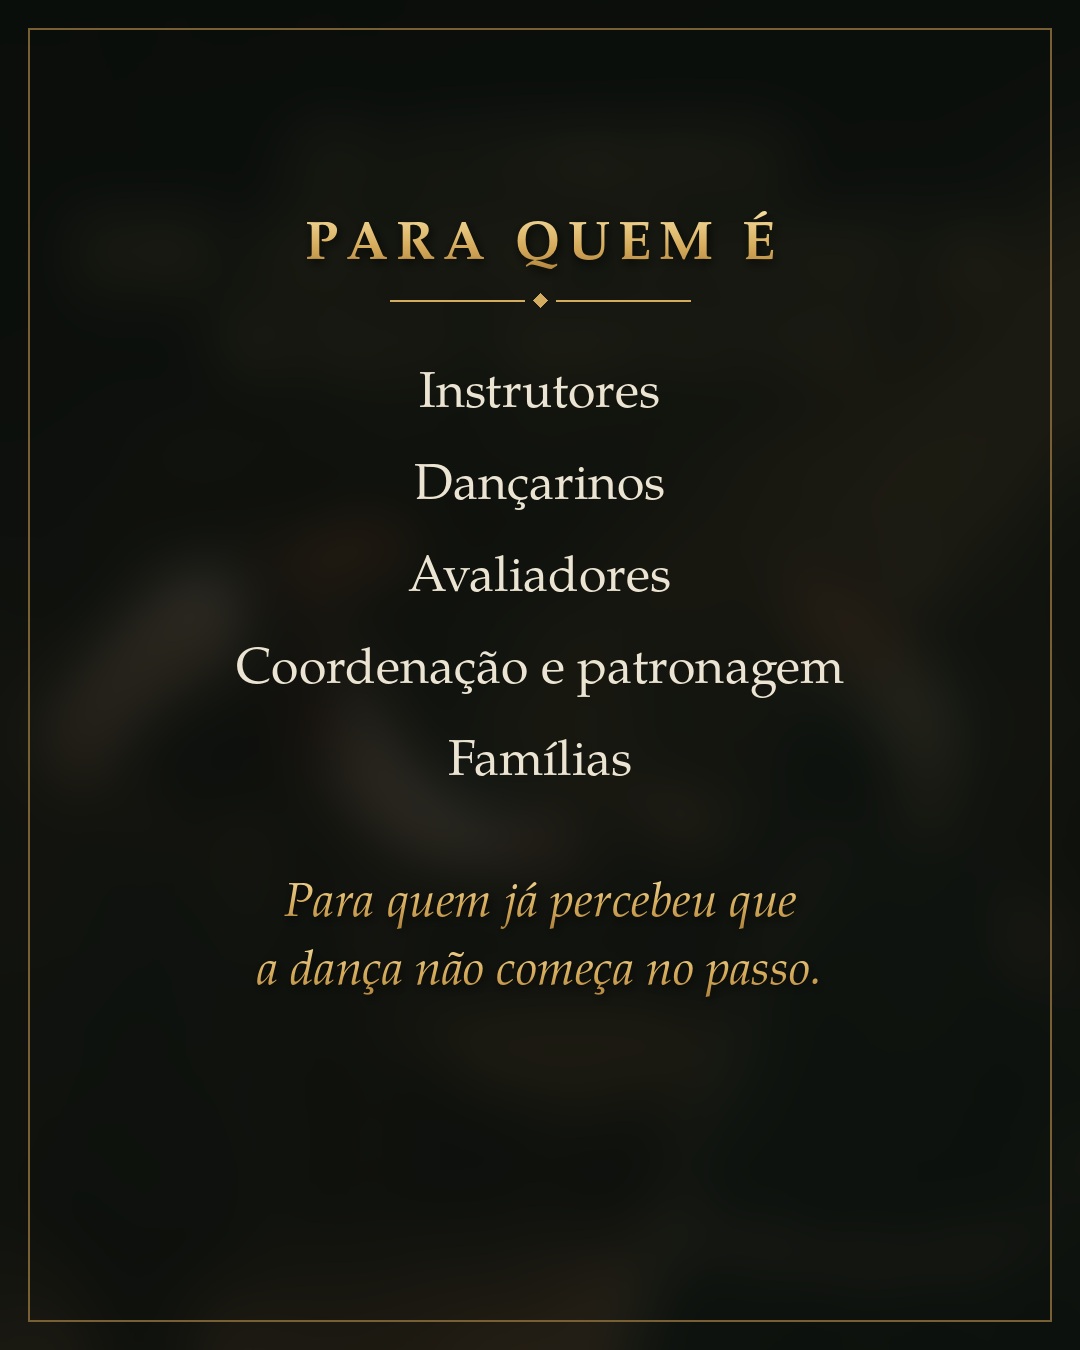 PARA QUEM É
Instrutores
Dançarinos
Avaliadores
Coordenação e patronagem
Famílias
Para quem já percebeu que
a dança não começa no passo.